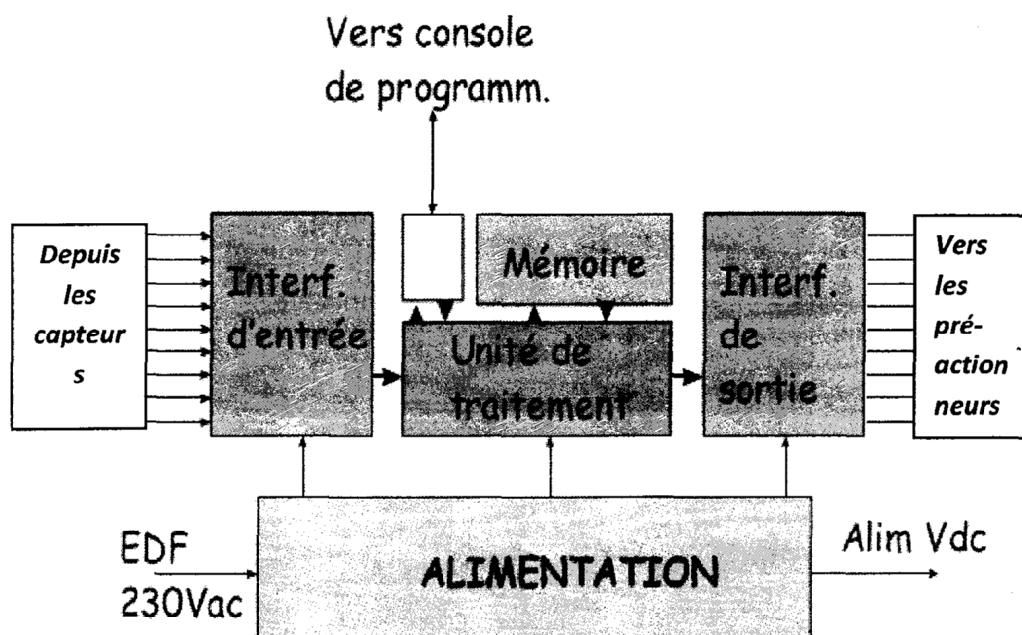 Vers console
de programm.
Depuis
les
capteur
s
Interf.
d'entrée
Mémoire
Unité de
traitement
Interf.
de
sortie
Vers
les
pré-
action
neurs
EDF
230Vac
ALIMENTATION
Alim Vdc